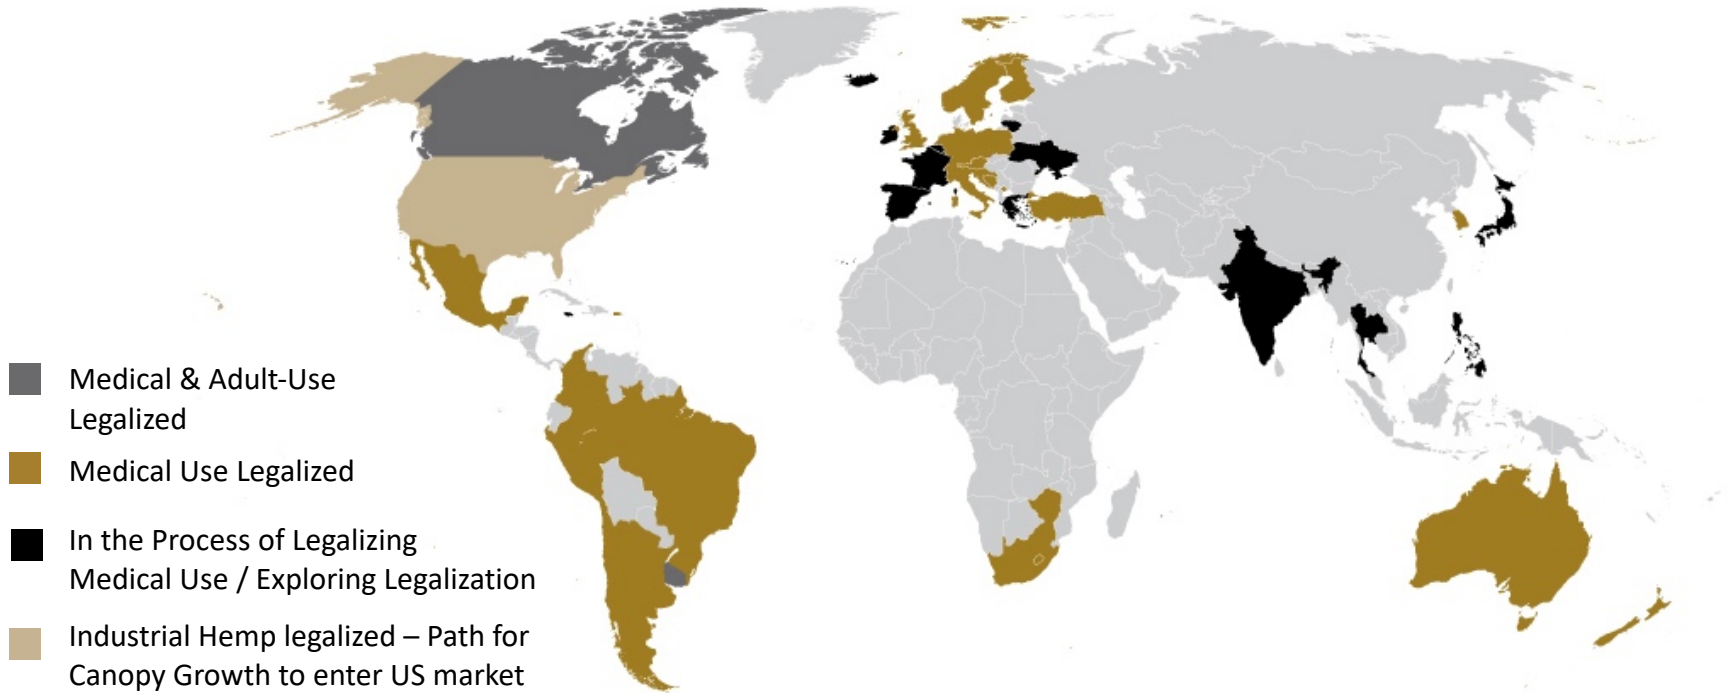 Medical & Adult-Use
Legalized
Medical Use Legalized
In the Process of Legalizing
Medical Use / Exploring Legalization
Industrial Hemp legalized – Path for
Canopy Growth to enter US market